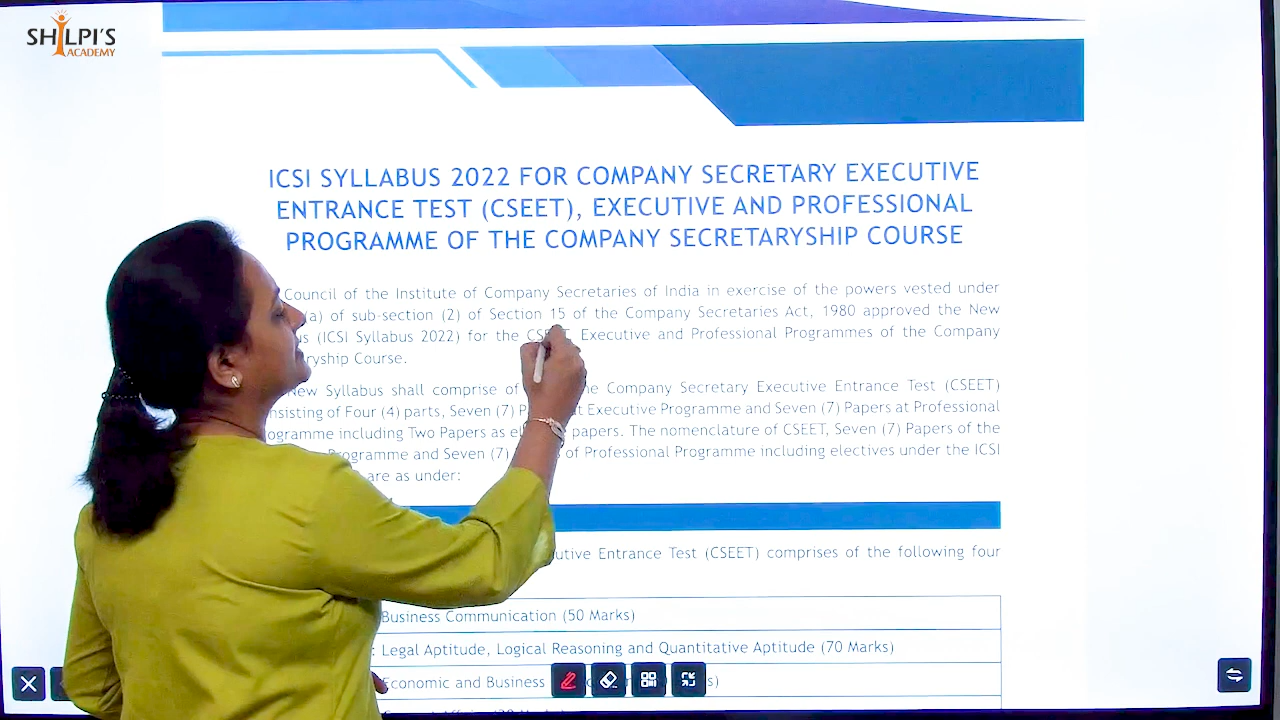 SHILPI'S
ACADEMY
ICSI SYLLABUS 2022 FOR COMPANY SECRETARY EXECUTIVE
ENTRANCE TEST (CSEET), EXECUTIVE AND PROFESSIONAL
PROGRAMME OF THE COMPANY SECRETARYSHIP COURSE
Council of the Institute of Company Secretaries of India in exercise of the powers vested under
(a) of sub-section (2) of Section 15 of the Company Secretaries Act, 1980 approved the New
(ICSI Syllabus 2022) for the Executive and Professional Programmes of the Company
Course.
New Syllabus shall comprise of Company Secretary Executive Entrance Test (CSEET)
of Four (4) parts, Seven (7) Executive Programme and Seven (7) Papers at Professional
including Two Papers as papers. The nomenclature of CSEET, Seven (7) Papers of the
Programme and Seven (7) of Professional Programme including electives under the ICSI
are as under:
Entrance Test (CSEET) comprises of the following four
Business Communication (50 Marks)
: Legal Aptitude, Logical Reasoning and Quantitative Aptitude (70 Marks)
Economic and Business